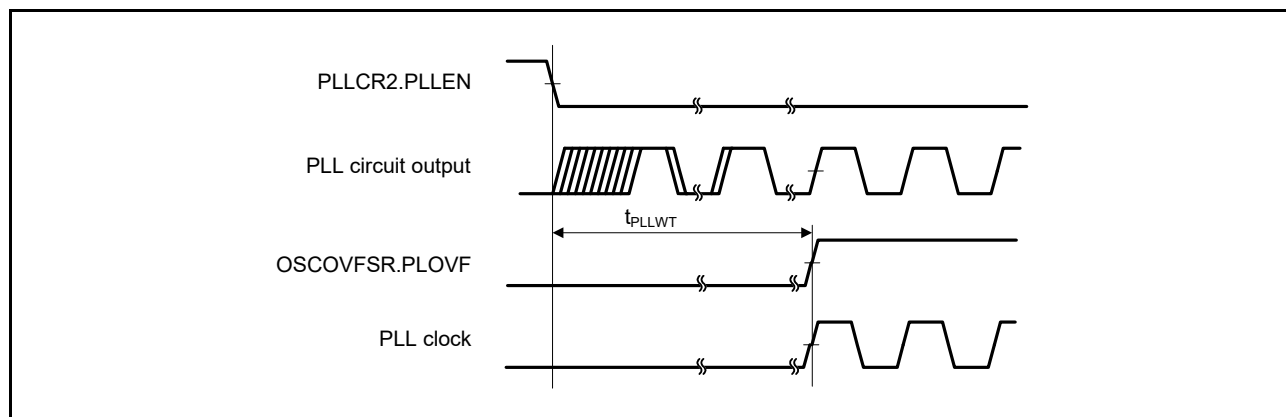 PLLCR2.PLLEN
PLL circuit output
tPLLWT
OSCOVFSR.PLOVF
PLL clock